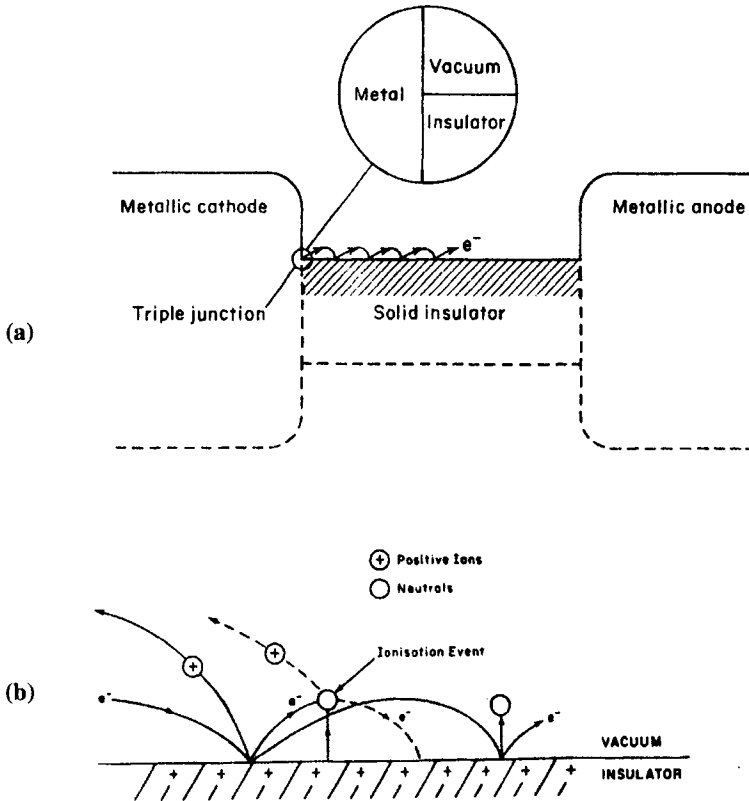 Metal
Vacuum
Insulator
Metallic cathode
Metallic anode
e⁻
Triple junction
Solid insulator
(a)
+ Positive Ions
Neutrals
+
+
Ionisation Event
e⁻
e⁻
e⁻
e⁻
(b)
VACUUM
+ + + + + + + + +
INSULATOR